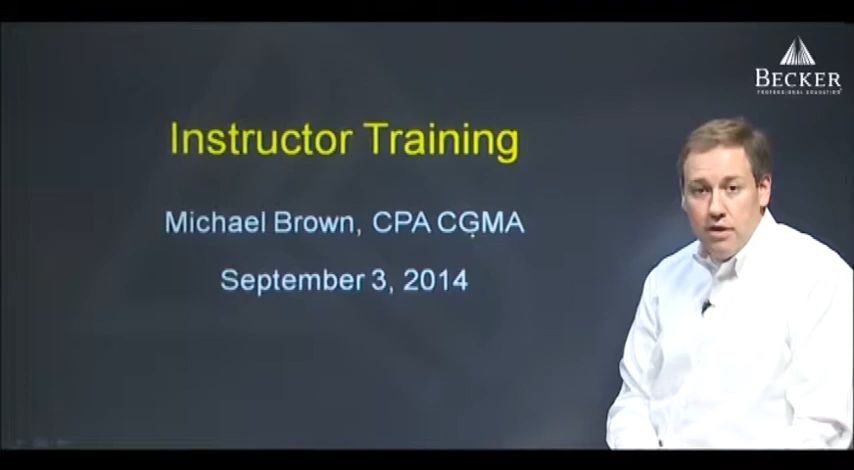 BECKER
PROFESSIONAL EDUCATION
Instructor Training
Michael Brown, CPA CGMA
September 3, 2014